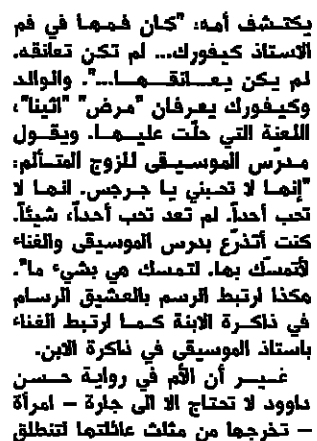 يكتشف أمه: "كان فمها في فم
الاستاذ كيفورك... لم تكن تعانقه.
لم يكن يعانقها...". والوالد
وكيفورك يعرفان "مرض" "اثينا"،
اللعنة التي حلّت عليها. ويقول
مدرّس الموسيقى للزوج المتألم:
"إنها لا تحبني يا جرجس. انها لا
تحب أحداً. لم تعد تحب أحداً، شيئاً.
كنت أتذرّع بدرس الموسيقى والغناء
لأتمسّك بها. لتمسك هي بشيء ما".
هكذا ارتبط الرسم بالعشيق الرسام
في ذاكرة الابنة كما ارتبط الغناء
باستاذ الموسيقى في ذاكرة الابن.
غير أن الأم في رواية حسن
داوود لا تحتاج الا الى جارة – امرأة
– تخرجها من مثلث عائلتها لتنطلق